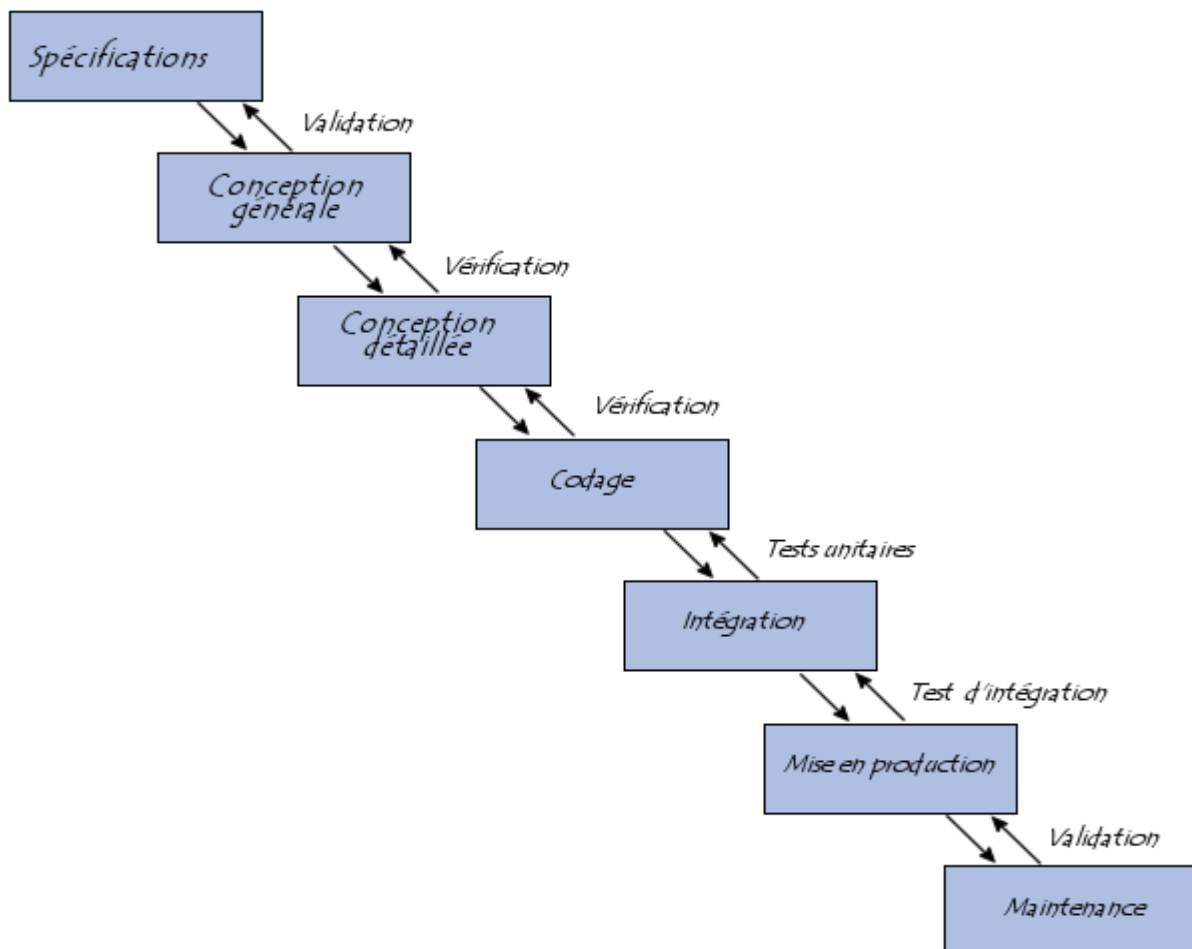 Spécifications
Validation
Conception
générale
Vérification
Conception
détaillée
Vérification
Codage
Tests unitaires
Intégration
Test d'intégration
Mise en production
Validation
Maintenance